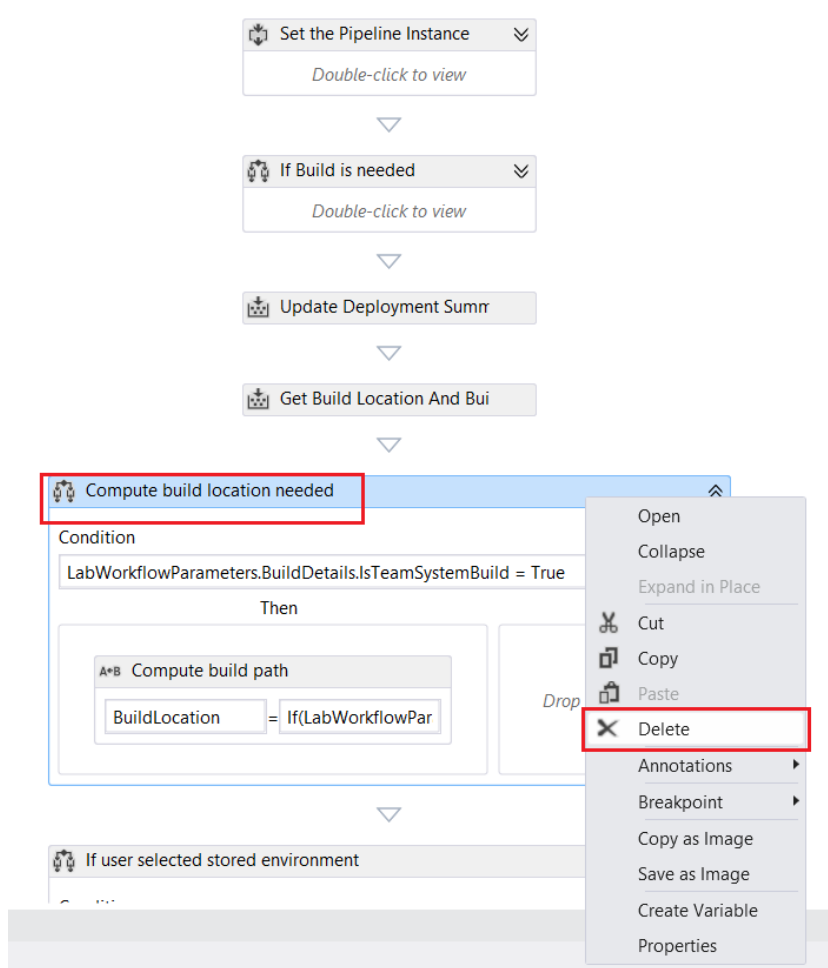 Set the Pipeline Instance
Double-click to view
If Build is needed
Double-click to view
Update Deployment Summ
Get Build Location And Bui
Compute build location needed
Condition
LabWorkflowParameters.BuildDetails.IsTeamSystemBuild = True
Then
A•B Compute build path
BuildLocation = If(LabWorkflowPar
Drop
If user selected stored environment
Open
Collapse
Expand in Place
Cut
Copy
Paste
Delete
Annotations
Breakpoint
Copy as Image
Save as Image
Create Variable
Properties